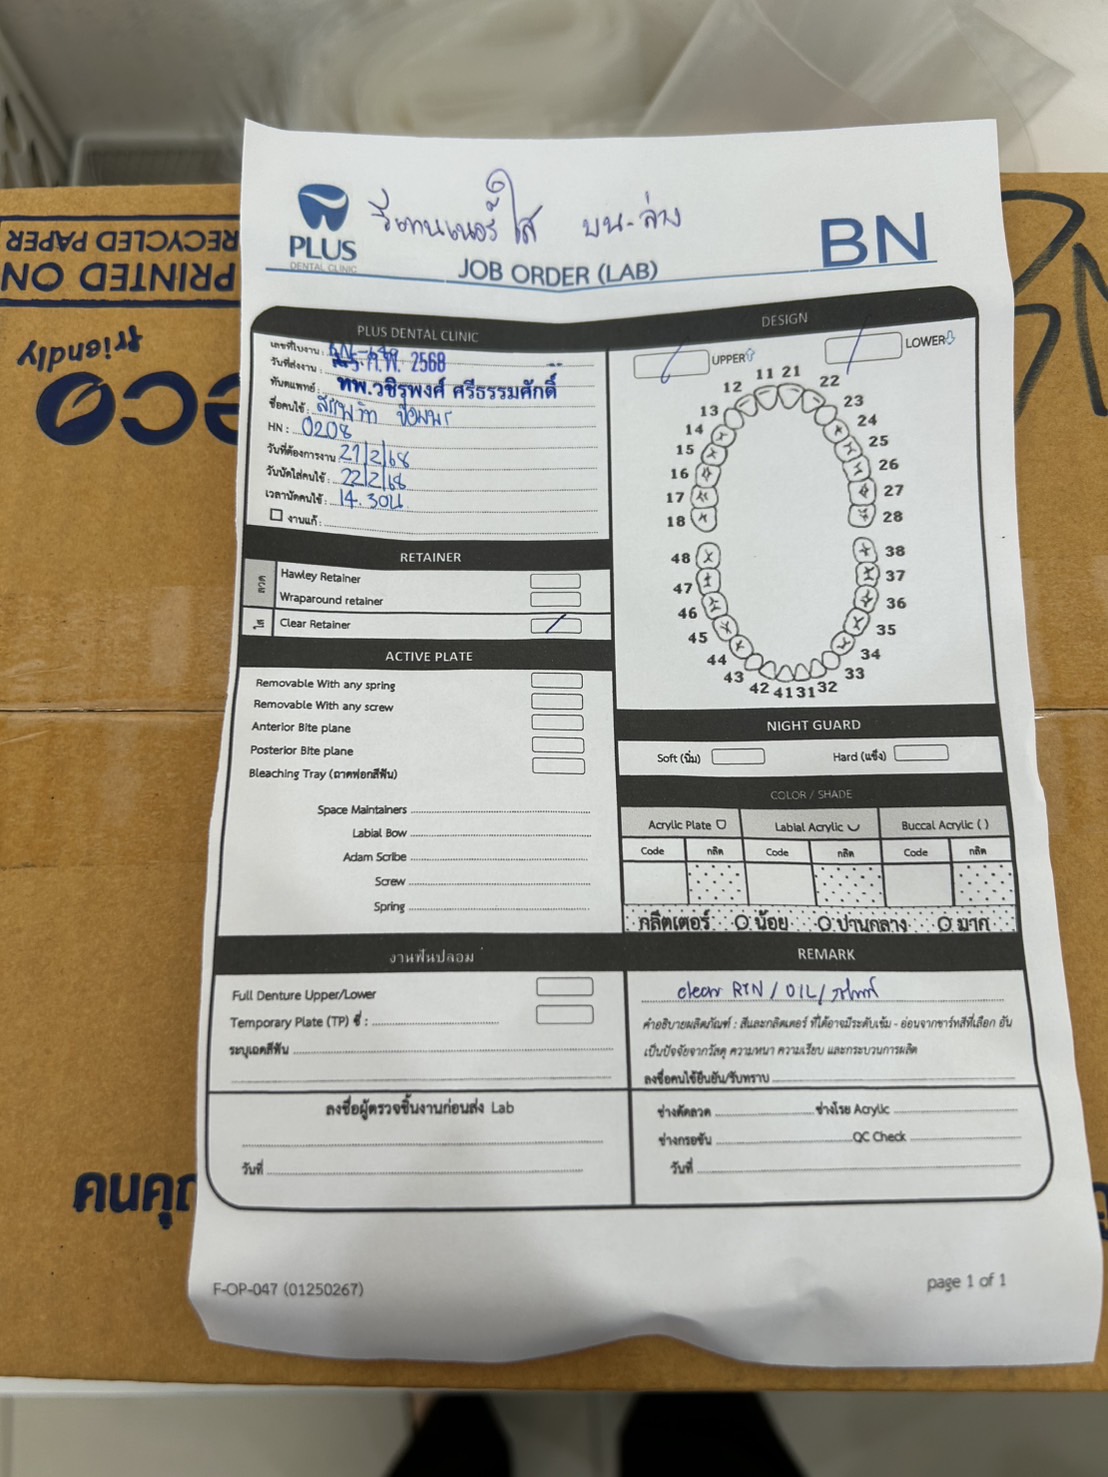 รีเทนเนอร์ใส บน-ล่าง
PLUS
DENTAL CLINIC
JOB ORDER (LAB)
BN
PLUS DENTAL CLINIC
เลขที่ใบงาน :
วันที่ส่งงาน : ก.พ. 2568
ทันตแพทย์ : ทพ.วชิรพงศ์ ศรีธรรมศักดิ์
ชื่อคนไข้ :
HN : 0208
วันที่ต้องการงาน 21/2/68
วันนัดใส่คนไข้ : 22/2/68
เวลานัดคนไข้ : 14.30น.
งานแก้ :
DESIGN
UPPER
LOWER
11 21
12 22
13 23
14 24
15 25
16 26
17 27
18 28
48 38
47 37
46 36
45 35
44 34
43 33
42 41 31 32
RETAINER
ลวด
Hawley Retainer
Wraparound retainer
ใส
Clear Retainer /
ACTIVE PLATE
Removable With any spring
Removable With any screw
Anterior Bite plane
Posterior Bite plane
Bleaching Tray (ถาดฟอกสีฟัน)
Space Maintainers
Labial Bow
Adam Scribe
Screw
Spring
NIGHT GUARD
Soft (นิ่ม) Hard (แข็ง)
COLOR / SHADE
Acrylic Plate Labial Acrylic Buccal Acrylic ( )
Code กลิต Code กลิต Code กลิต
กลิตเตอร์ น้อย ปานกลาง มาก
งานฟันปลอม
Full Denture Upper/Lower
Temporary Plate (TP) ซี่ :
ระบุเฉดสีฟัน
REMARK
clear RTN / OIL /
คำอธิบายผลิตภัณฑ์ : สีและกลิตเตอร์ ที่ได้อาจมีระดับเข้ม - อ่อนจากชาร์ทสีที่เลือก อัน
เป็นปัจจัยจากวัสดุ ความหนา ความเรียบ และกระบวนการผลิต
ลงชื่อคนไข้ยืนยัน/รับทราบ
ลงชื่อผู้ตรวจชิ้นงานก่อนส่ง Lab
วันที่
ช่างดัดลวด ช่างโรย Acrylic
ช่างกรอขัน QC Check
วันที่
F-OP-047 (01250267)
page 1 of 1
RECYCLED PAPER
PRINTED ON
friendly
eco
คนคุณ